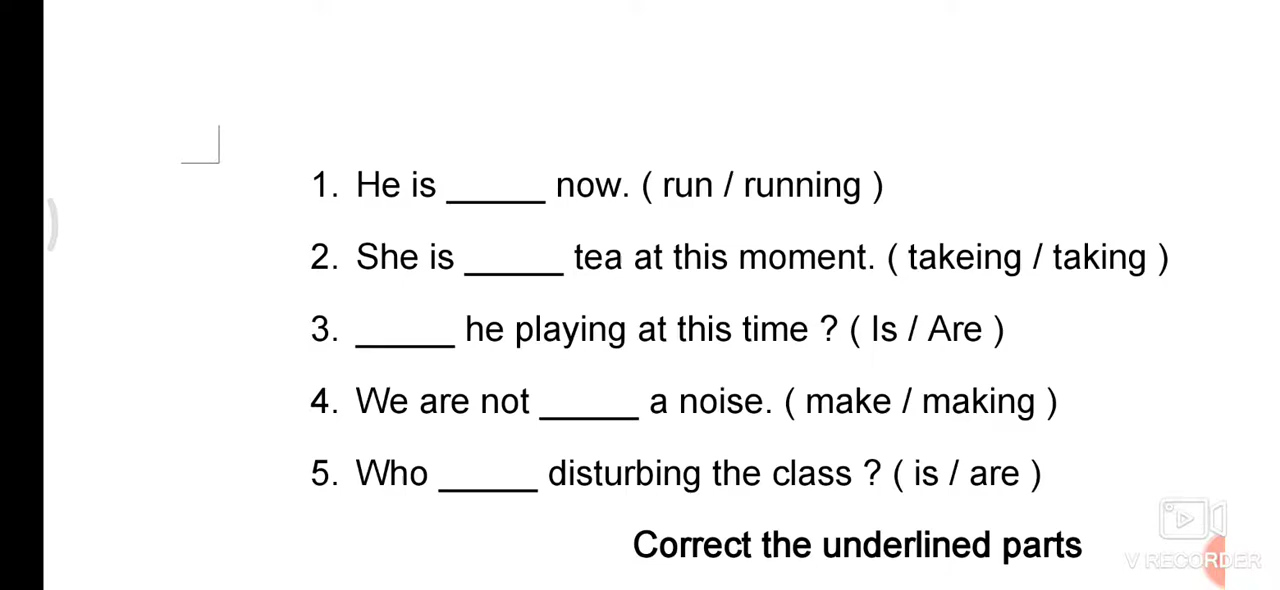 1. He is _____ now. ( run / running )
2. She is _____ tea at this moment. ( takeing / taking )
3. _____ he playing at this time ? ( Is / Are )
4. We are not _____ a noise. ( make / making )
5. Who _____ disturbing the class ? ( is / are )
Correct the underlined parts
V RECORDER